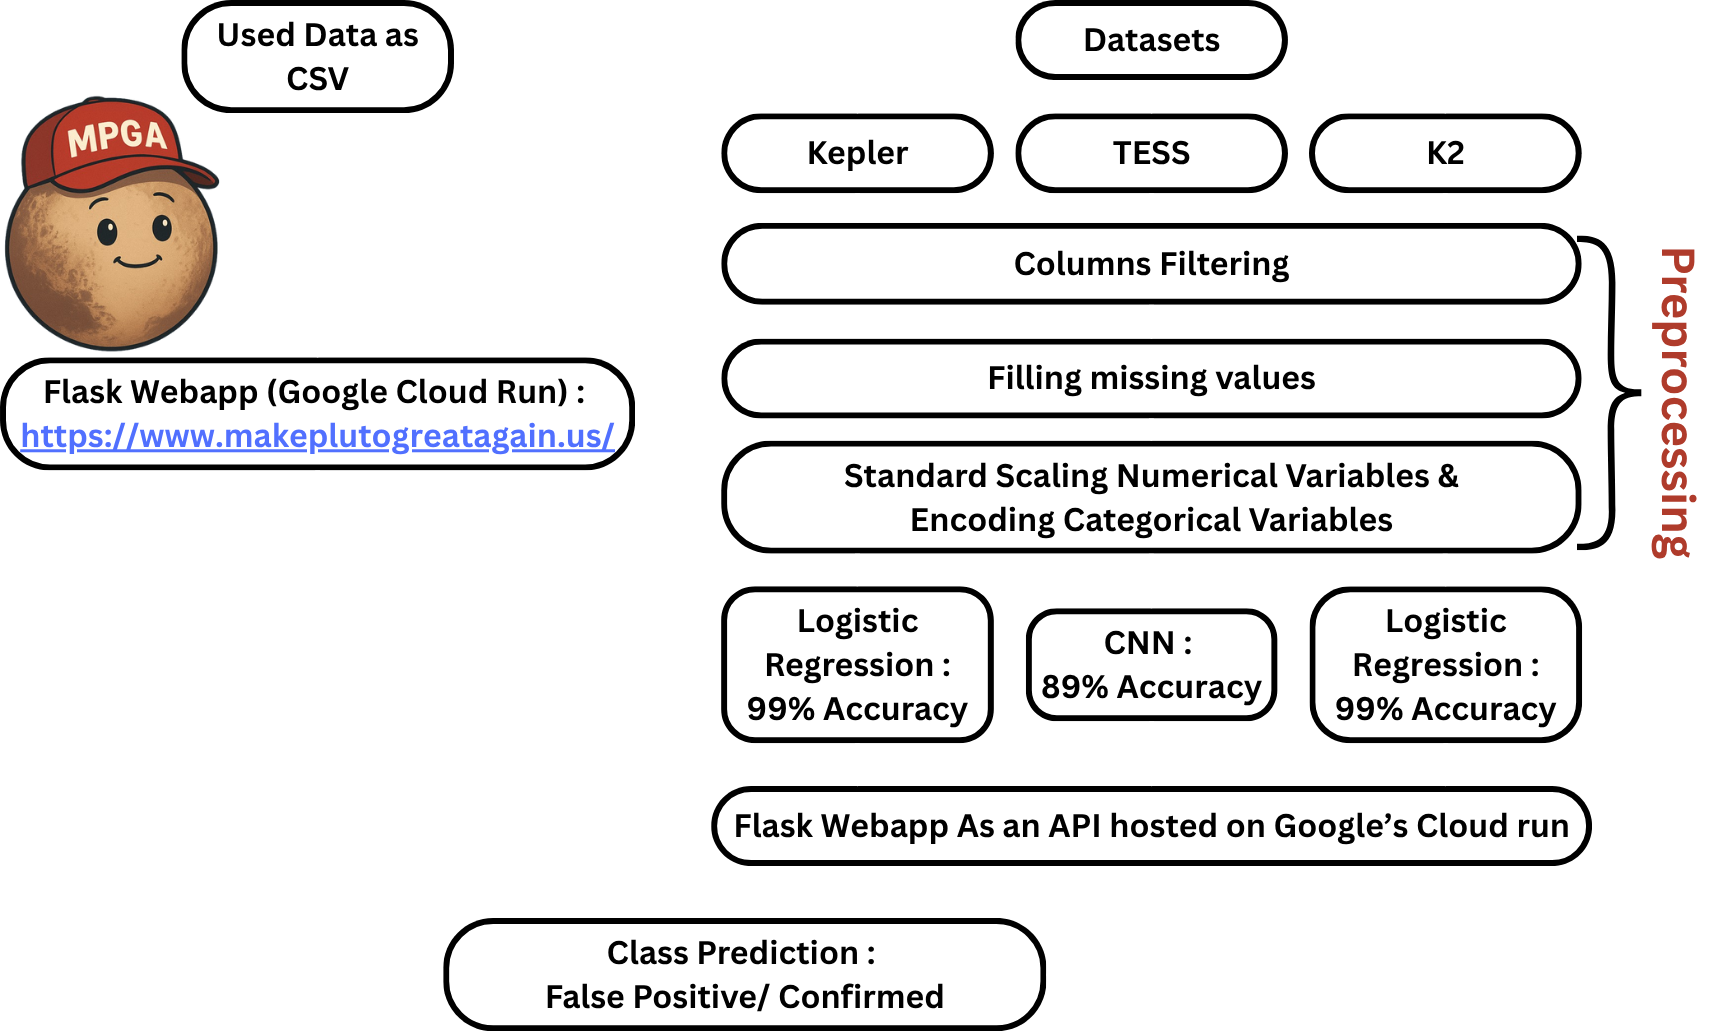 Used Data as
CSV
MPGA
Flask Webapp (Google Cloud Run) :
https://www.makeplutogreatagain.us/
Datasets
Kepler
TESS
K2
Columns Filtering
Filling missing values
Standard Scaling Numerical Variables &
Encoding Categorical Variables
Preprocessing
Logistic
Regression :
99% Accuracy
CNN :
89% Accuracy
Logistic
Regression :
99% Accuracy
Flask Webapp As an API hosted on Google’s Cloud run
Class Prediction :
False Positive/ Confirmed